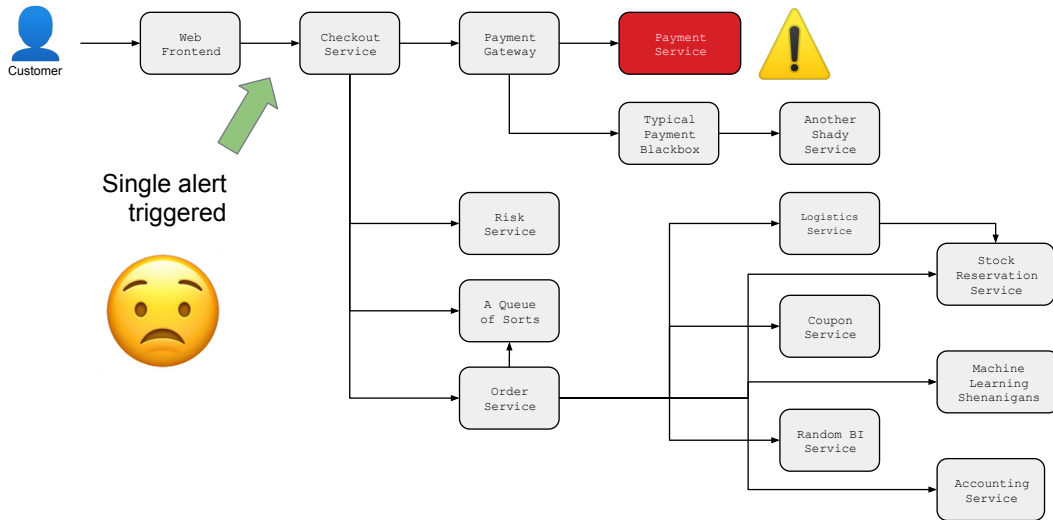 Customer
Web
Frontend
Checkout
Service
Payment
Gateway
Payment
Service
Typical
Payment
Blackbox
Another
Shady
Service
Single alert
triggered
Risk
Service
Logistics
Service
Stock
Reservation
Service
A Queue
of Sorts
Coupon
Service
Order
Service
Machine
Learning
Shenanigans
Random BI
Service
Accounting
Service